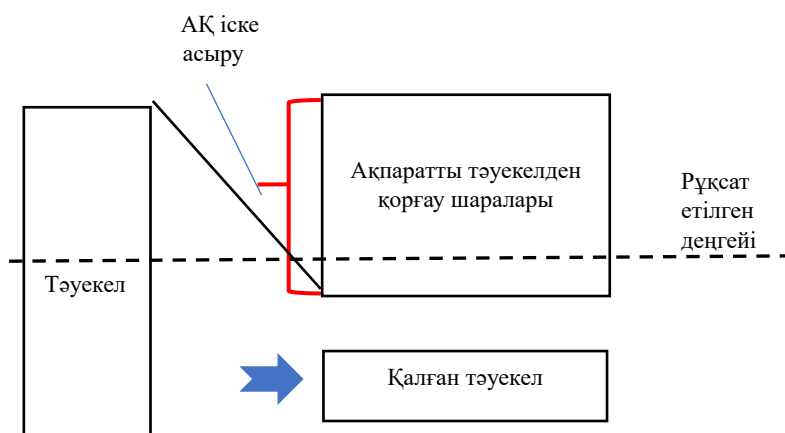 АҚ іске
асыру
Ақпаратты тәуекелден
қорғау шаралары
Рұқсат
етілген
деңгейі
Тәуекел
Қалған тәуекел